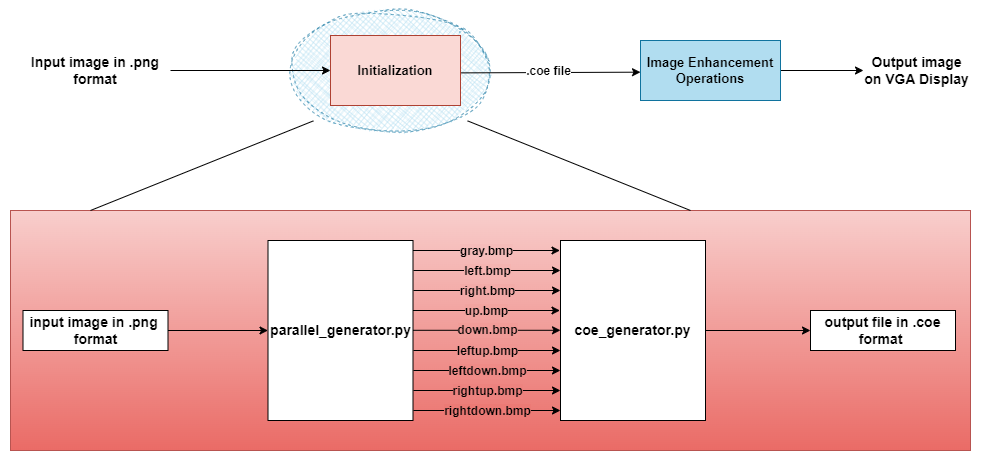 Input image in .png
format
Initialization
.coe file
Image Enhancement
Operations
Output image
on VGA Display
input image in .png
format
parallel_generator.py
gray.bmp
left.bmp
right.bmp
up.bmp
down.bmp
leftup.bmp
leftdown.bmp
rightup.bmp
rightdown.bmp
coe_generator.py
output file in .coe
format